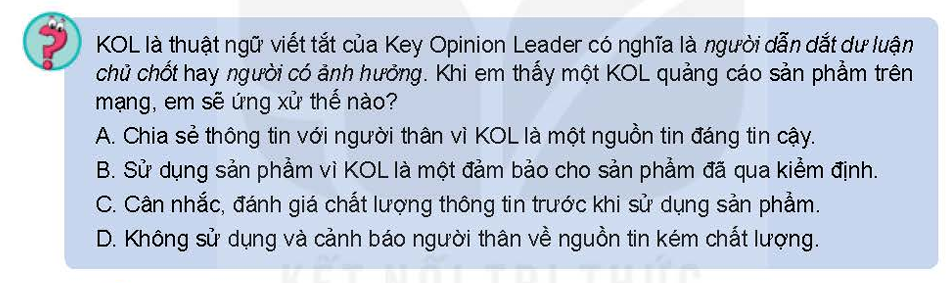 KOL là thuật ngữ viết tắt của Key Opinion Leader có nghĩa là người dẫn dắt dư luận
chủ chốt hay người có ảnh hưởng. Khi em thấy một KOL quảng cáo sản phẩm trên
mạng, em sẽ ứng xử thế nào?
A. Chia sẻ thông tin với người thân vì KOL là một nguồn tin đáng tin cậy.
B. Sử dụng sản phẩm vì KOL là một đảm bảo cho sản phẩm đã qua kiểm định.
C. Cân nhắc, đánh giá chất lượng thông tin trước khi sử dụng sản phẩm.
D. Không sử dụng và cảnh báo người thân về nguồn tin kém chất lượng.
KẾT NỐI TRI THỨC